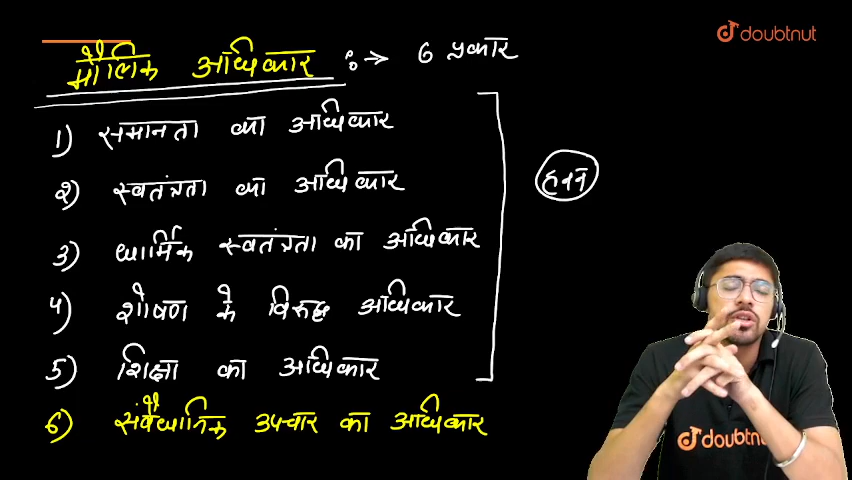 doubtnut
मौलिक अधिकार :→ 6 प्रकार
1) समानता का अधिकार
2) स्वतंत्रता का अधिकार
हनन
3) धार्मिक स्वतंत्रता का अधिकार
4) शोषण के विरुद्ध अधिकार
5) शिक्षा का अधिकार
6) संवैधानिक उपचार का अधिकार
doubtnut